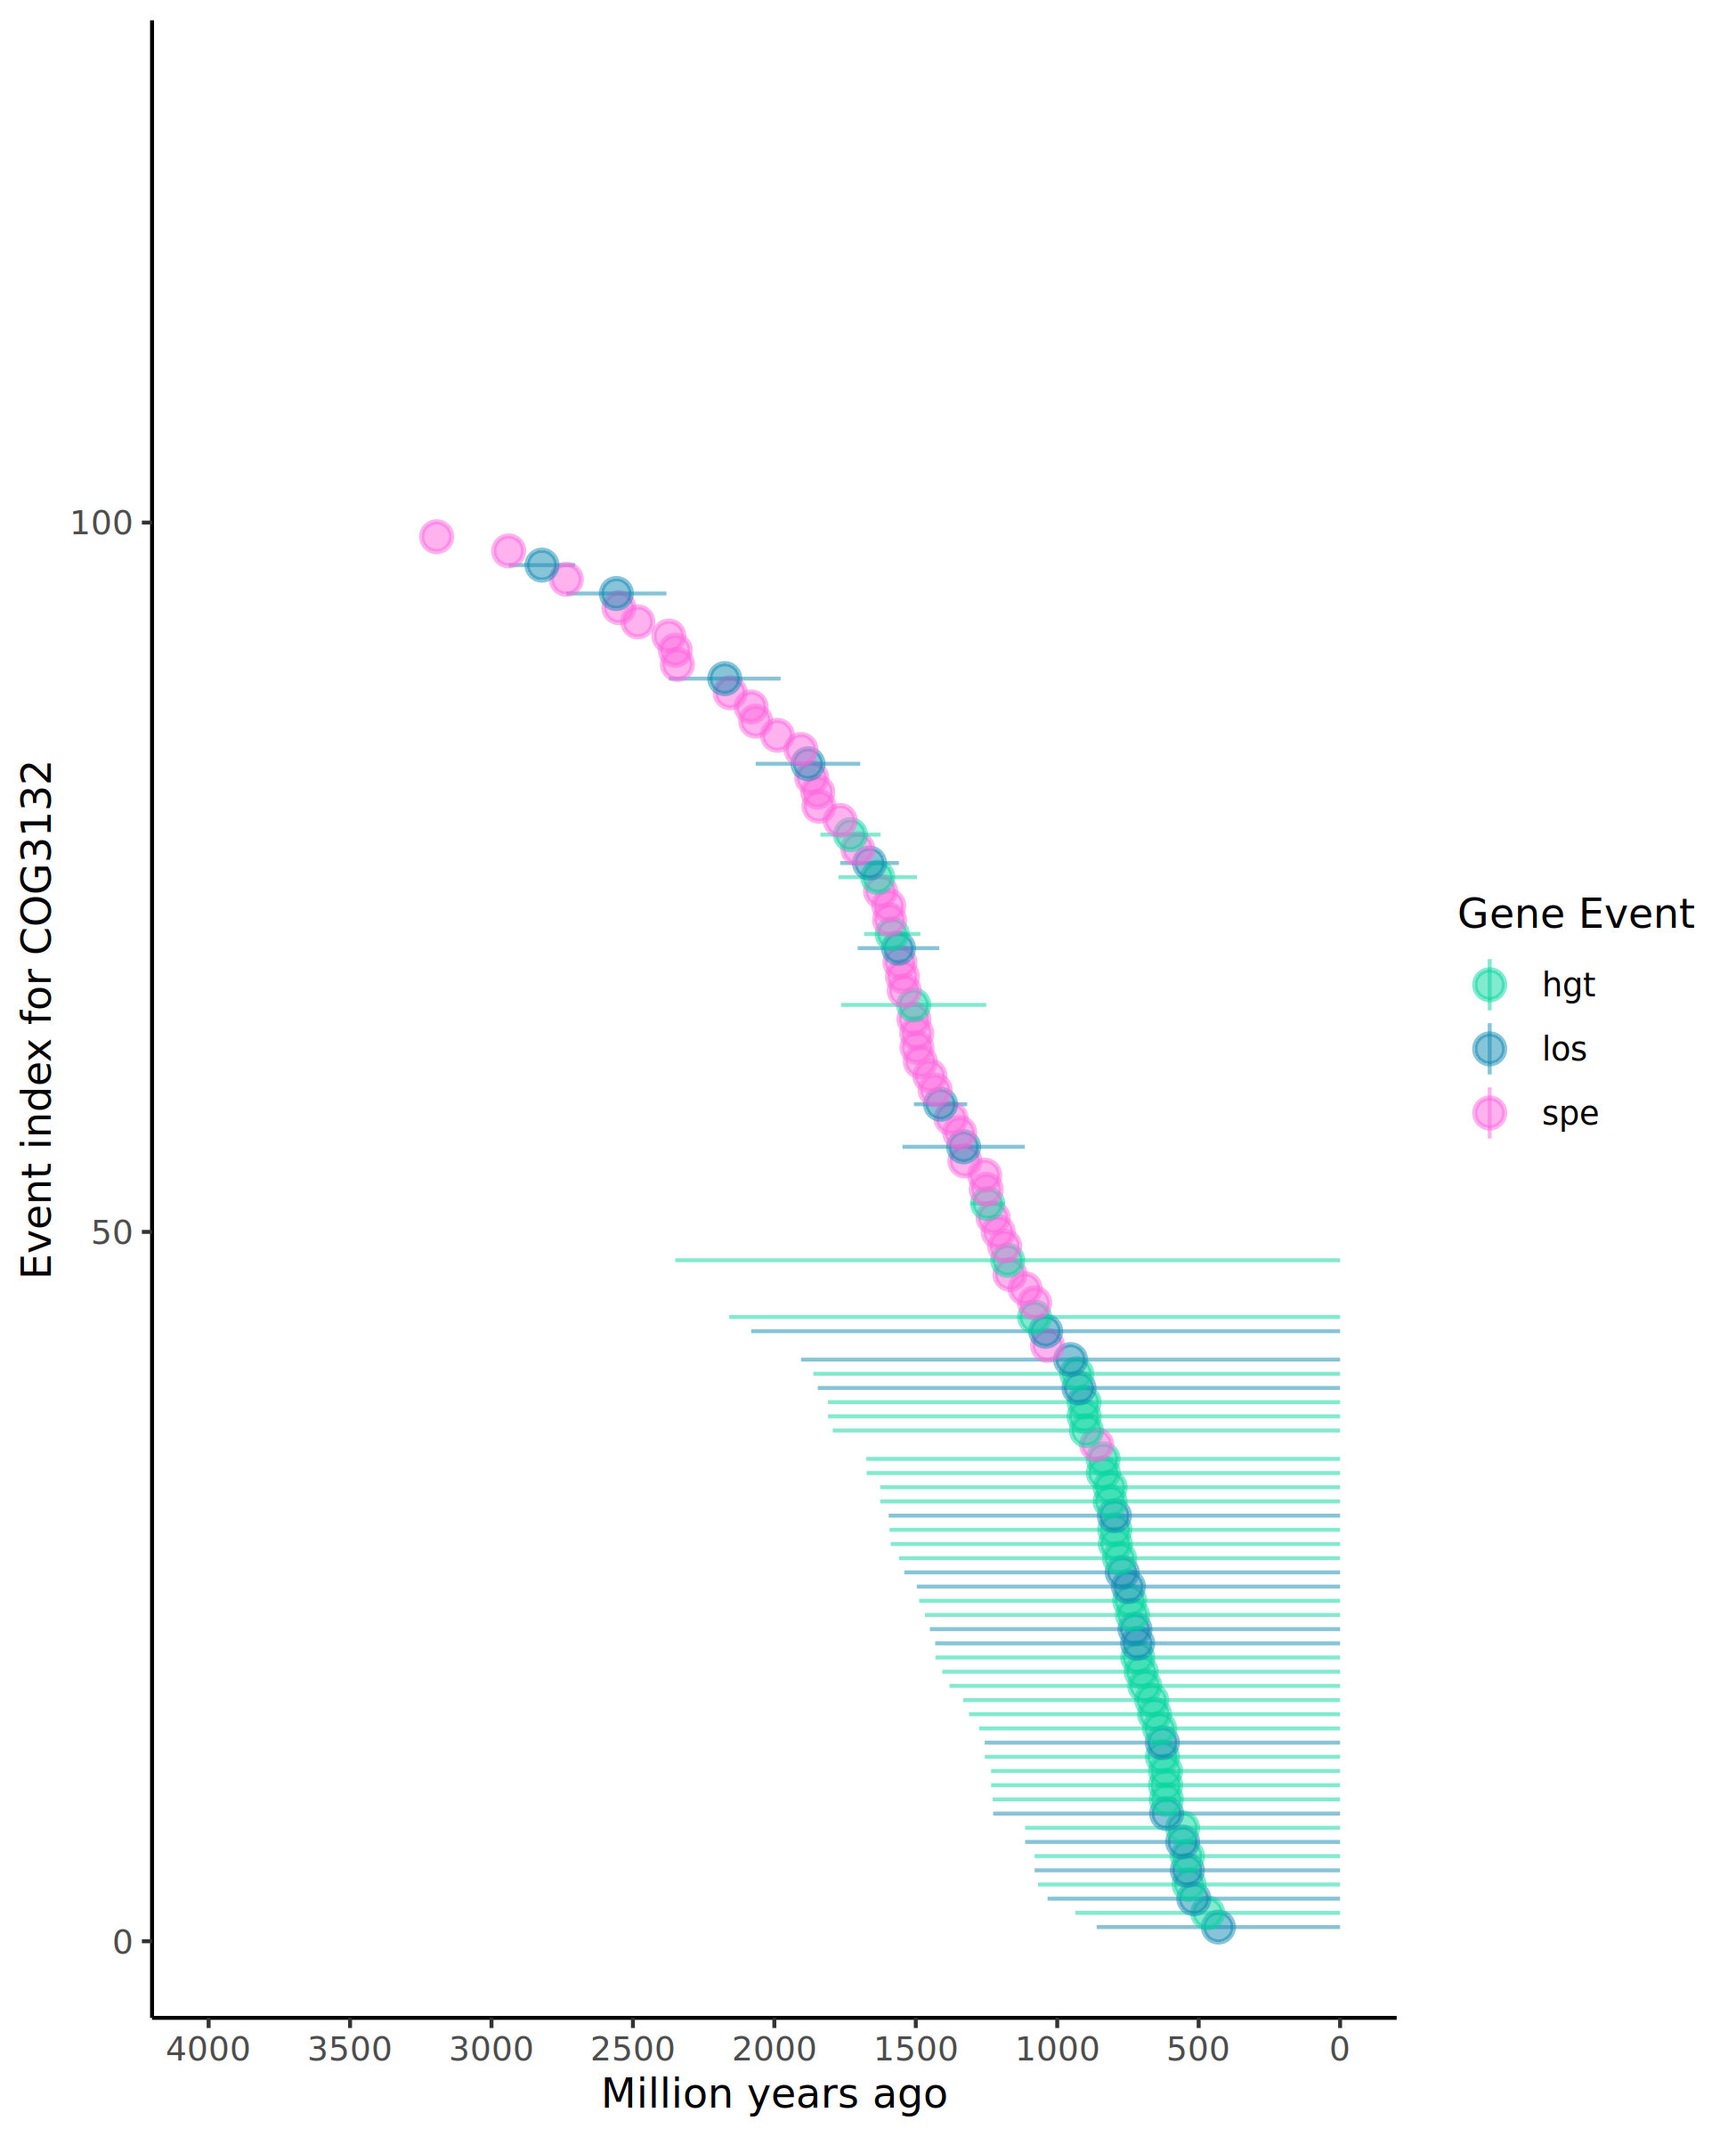 Event index for COG3132
100
50
0
4000 3500 3000 2500 2000 1500 1000 500 0
Million years ago
Gene Event
hgt
los
spe